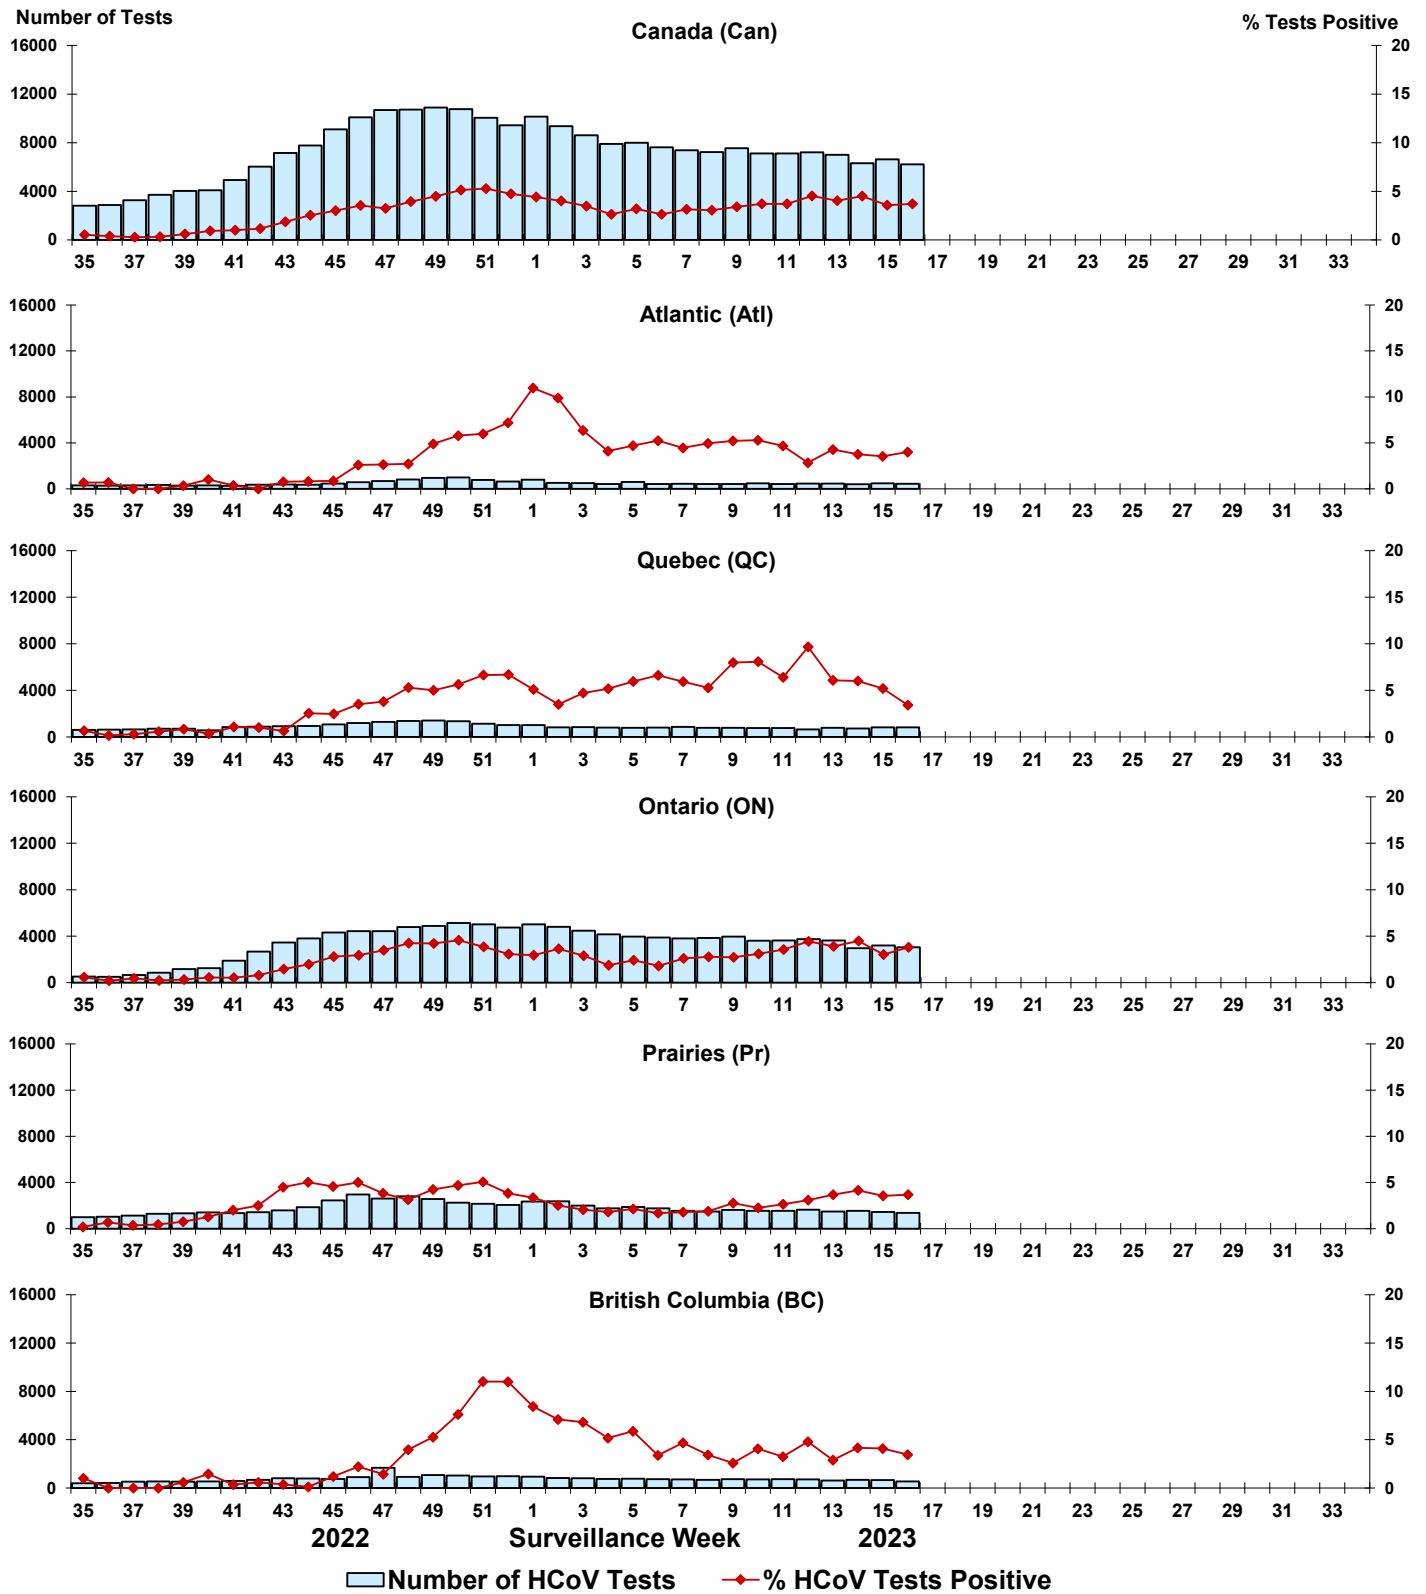 Number of Tests
Canada (Can)
% Tests Positive
16000 20
12000 15
8000 10
4000 5
0 0
35 37 39 41 43 45 47 49 51 1 3 5 7 9 11 13 15 17 19 21 23 25 27 29 31 33
Atlantic (Atl)
16000 20
12000 15
8000 10
4000 5
0 0
35 37 39 41 43 45 47 49 51 1 3 5 7 9 11 13 15 17 19 21 23 25 27 29 31 33
Quebec (QC)
16000 20
12000 15
8000 10
4000 5
0 0
35 37 39 41 43 45 47 49 51 1 3 5 7 9 11 13 15 17 19 21 23 25 27 29 31 33
Ontario (ON)
16000 20
12000 15
8000 10
4000 5
0 0
35 37 39 41 43 45 47 49 51 1 3 5 7 9 11 13 15 17 19 21 23 25 27 29 31 33
Prairies (Pr)
16000 20
12000 15
8000 10
4000 5
0 0
35 37 39 41 43 45 47 49 51 1 3 5 7 9 11 13 15 17 19 21 23 25 27 29 31 33
British Columbia (BC)
16000 20
12000 15
8000 10
4000 5
0 0
35 37 39 41 43 45 47 49 51 1 3 5 7 9 11 13 15 17 19 21 23 25 27 29 31 33
2022 Surveillance Week 2023
Number of HCoV Tests % HCoV Tests Positive